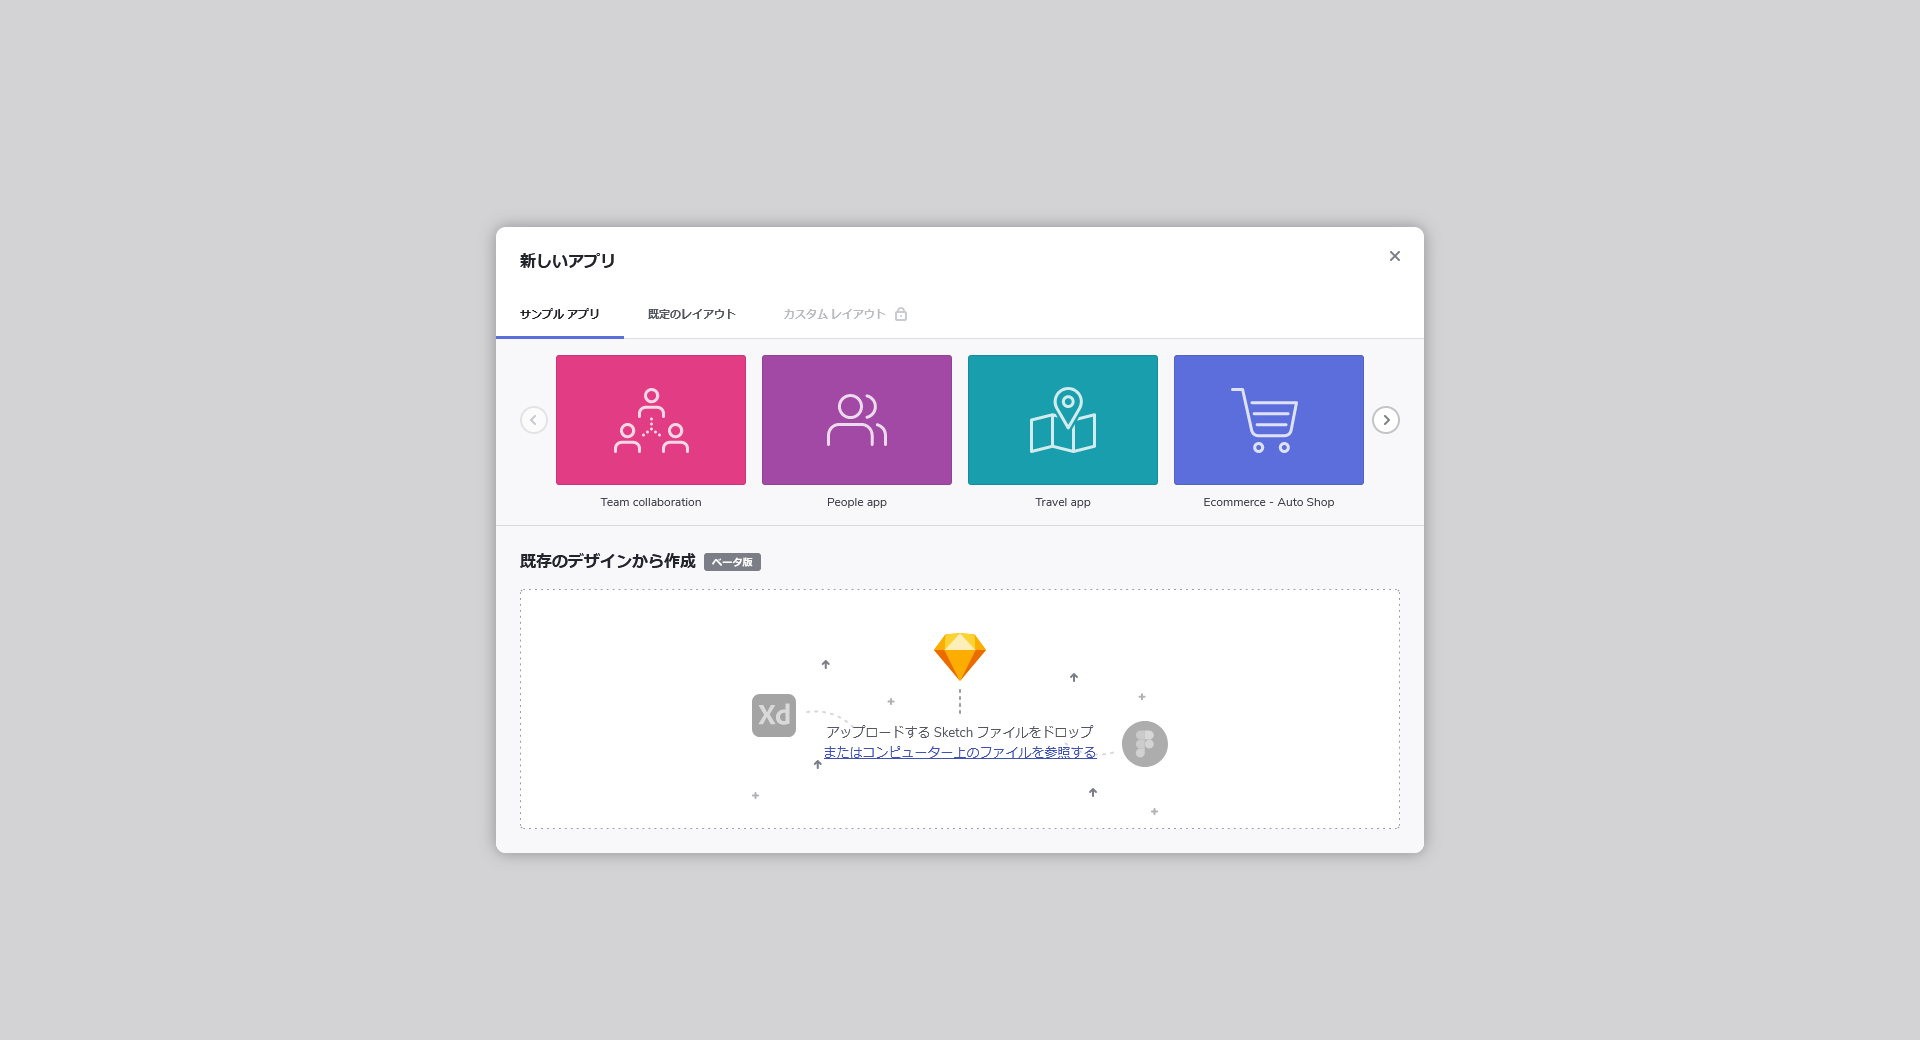 新しいアプリ
サンプル アプリ
既定のレイアウト
カスタム レイアウト
Team collaboration
People app
Travel app
Ecommerce - Auto Shop
既存のデザインから作成
ベータ版
Xd
アップロードする Sketch ファイルをドロップ
またはコンピューター上のファイルを参照する